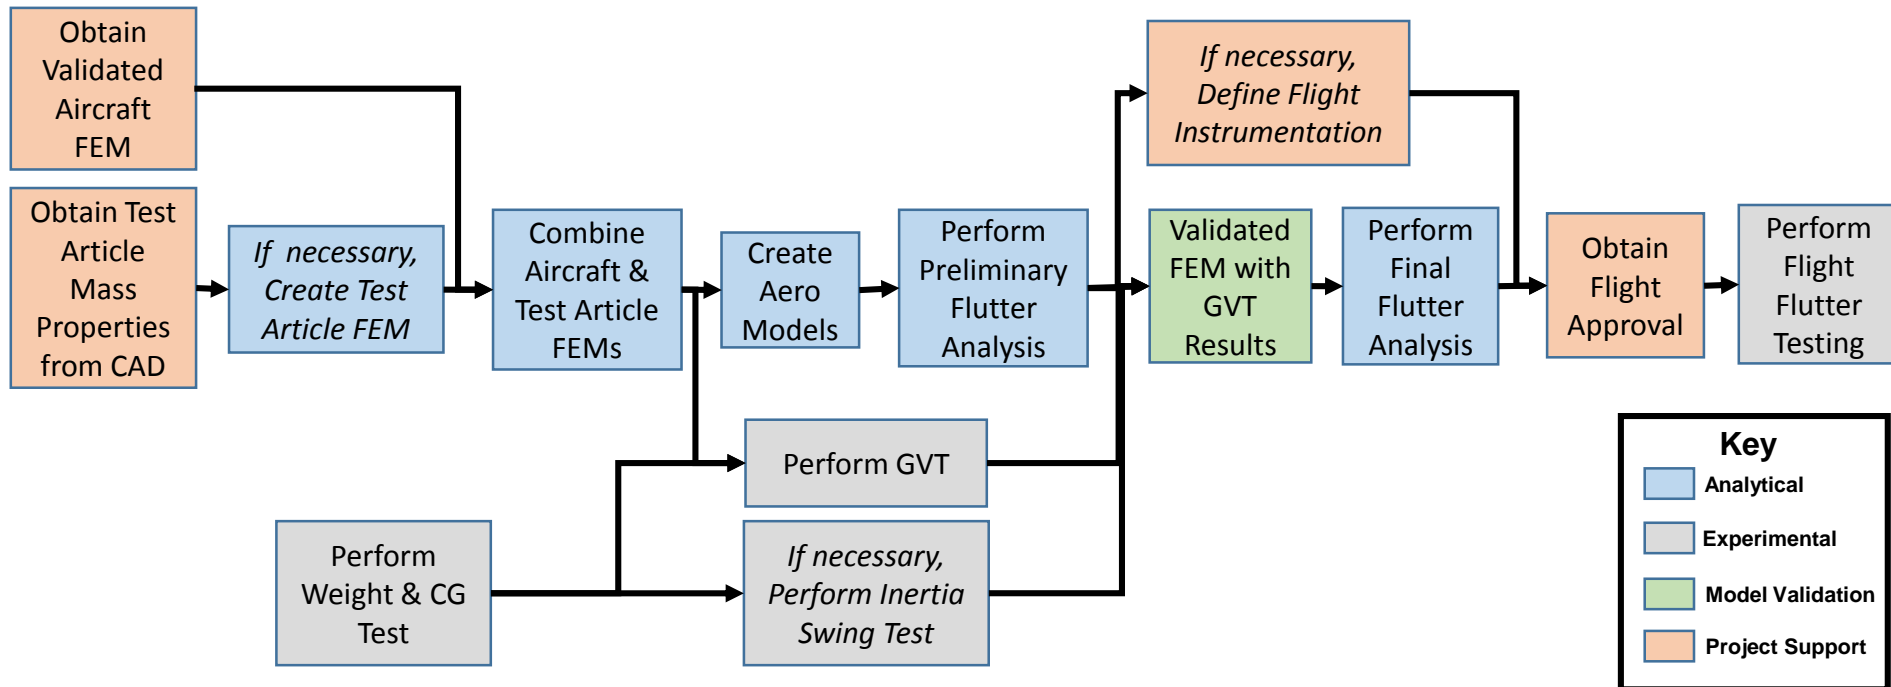 Obtain
Validated
Aircraft
FEM
Obtain Test
Article
Mass
Properties
from CAD
If necessary,
Create Test
Article FEM
Combine
Aircraft &
Test Article
FEMs
Create
Aero
Models
Perform
Preliminary
Flutter
Analysis
If necessary,
Define Flight
Instrumentation
Validated
FEM with
GVT
Results
Perform
Final
Flutter
Analysis
Obtain
Flight
Approval
Perform
Flight
Flutter
Testing
Perform GVT
Perform
Weight & CG
Test
If necessary,
Perform Inertia
Swing Test
Key
Analytical
Experimental
Model Validation
Project Support